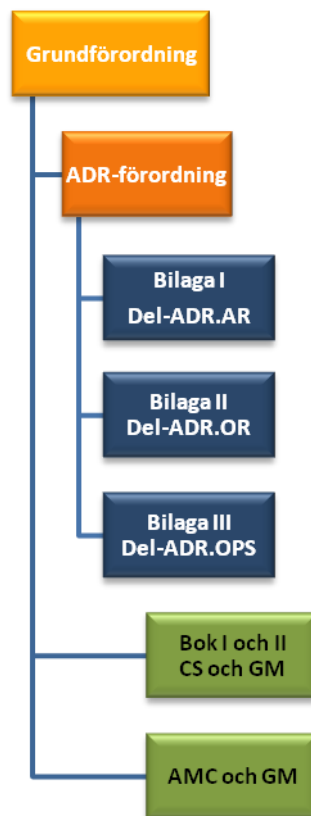 Grundförordning
ADR-förordning
Bilaga I
Del-ADR.AR
Bilaga II
Del-ADR.OR
Bilaga III
Del-ADR.OPS
Bok I och II
CS och GM
AMC och GM